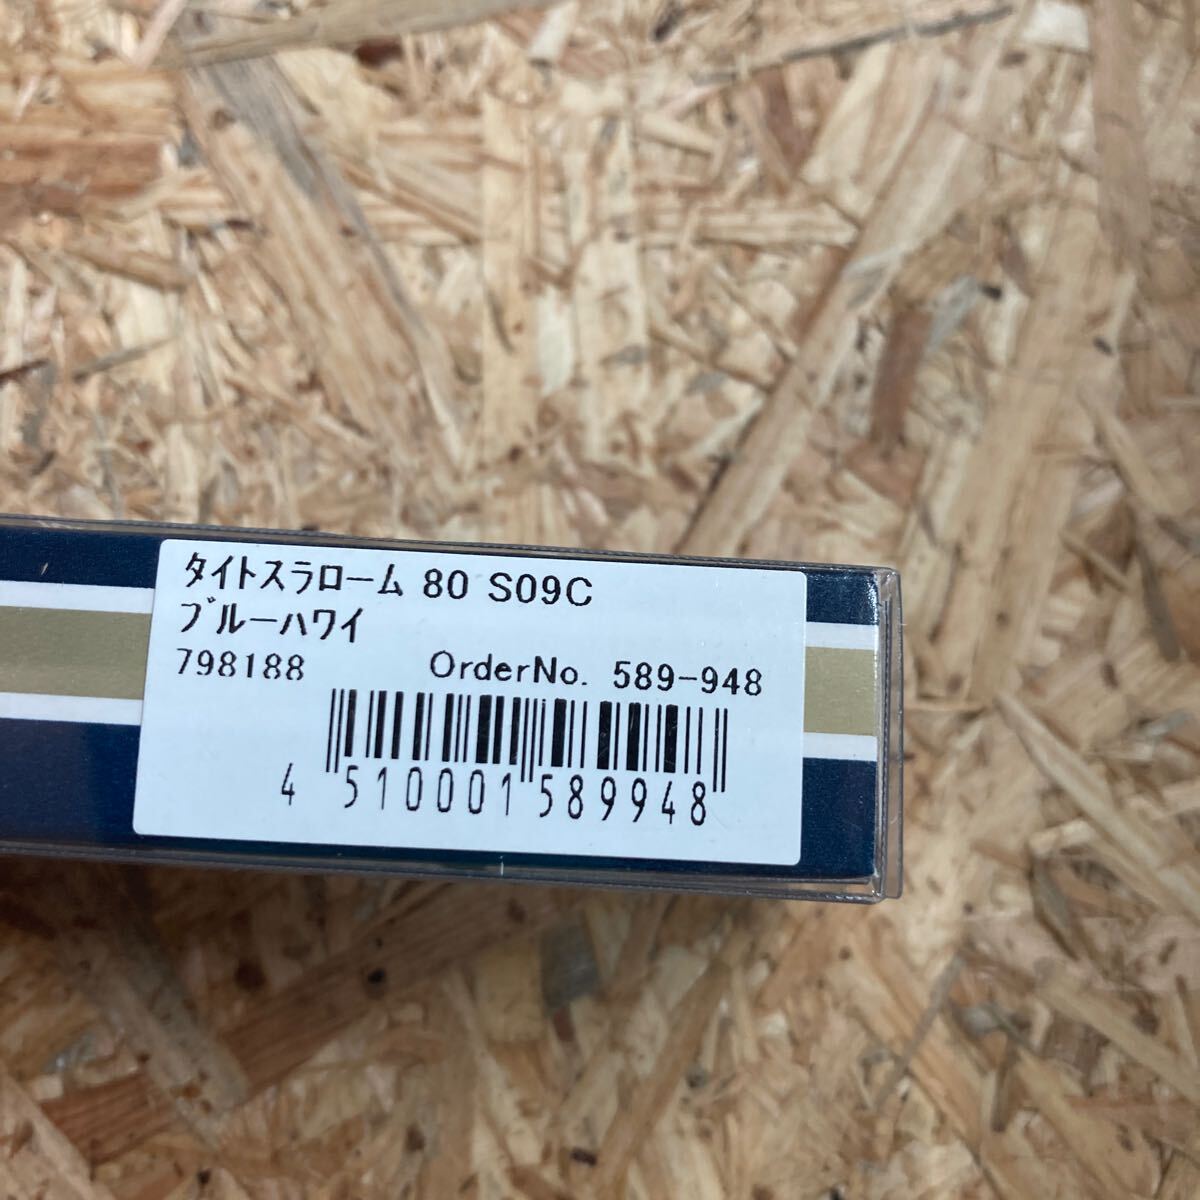 ﾀｲﾄｽﾗﾛｰﾑ 80 S09C
ﾌﾞﾙｰﾊﾜｲ
798188 OrderNo. 589-948
4 510001 589948